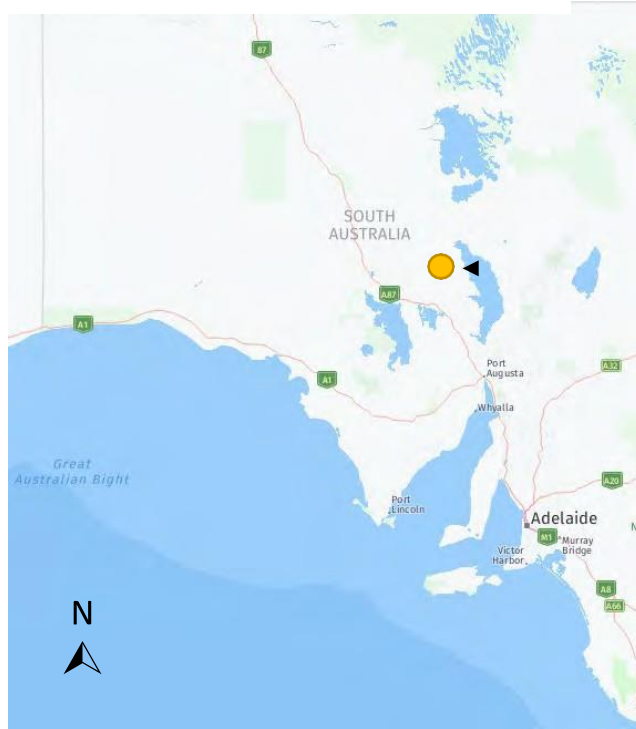 87
SOUTH
AUSTRALIA
A87
A1
A1
Port
Augusta
A32
Whyalla
Great
Australian Bight
Port
Lincoln
A20
Adelaide
M1
Murray
Bridge
Victor
Harbor
A8
A66
N
N